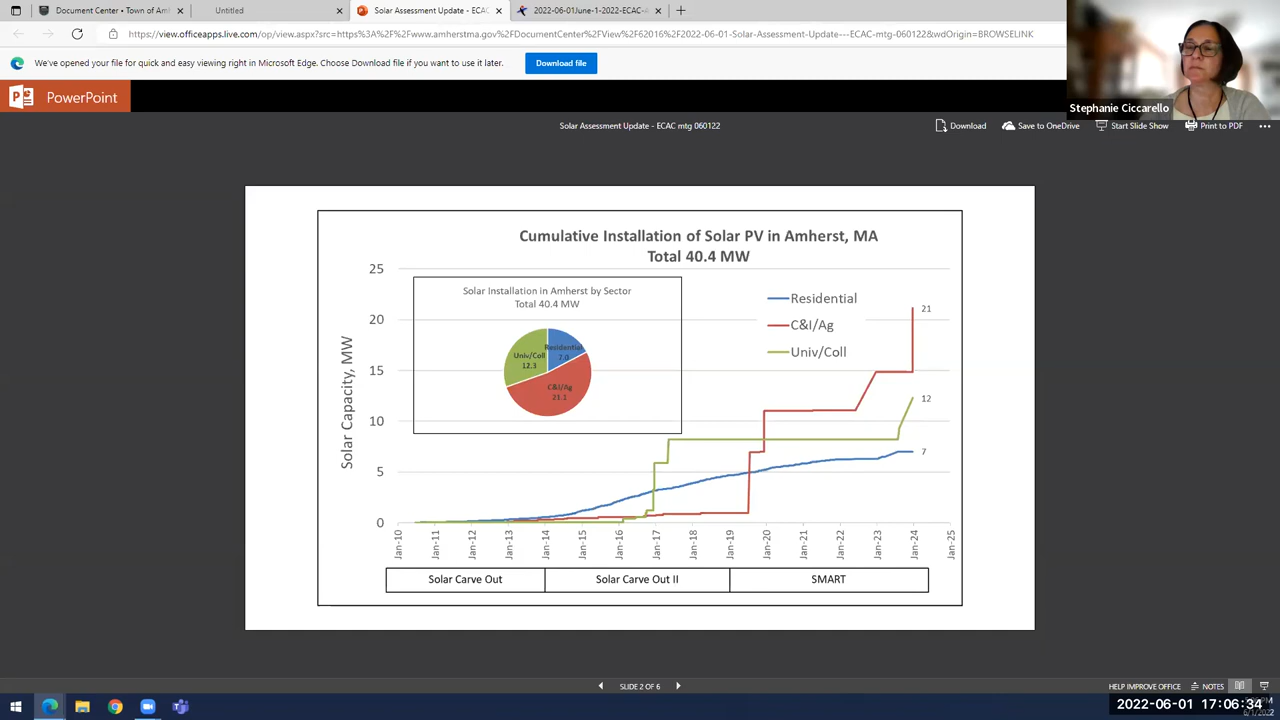 Document Center • Town of Aml
Untitled
Solar Assessment Update - ECAC
2022-06-01June-1-2022-ECAC-A
https://view.officeapps.live.com/op/view.aspx?src=https%3A%2F%2Fwww.amherstma.gov%2FDocumentCenter%2FView%2F62016%2F2022-06-01-Solar-Assessment-Update---ECAC-mtg-060122&wdOrigin=BROWSELINK
We've opened your file for quick and easy viewing right in Microsoft Edge. Choose Download file if you want to use it later.
Download file
Stephanie Ciccarello
PowerPoint
Solar Assessment Update - ECAC mtg 060122
Download
Save to OneDrive
Start Slide Show
Print to PDF
Cumulative Installation of Solar PV in Amherst, MA
Total 40.4 MW
Solar Capacity, MW
25
20
15
10
5
0
Solar Installation in Amherst by Sector
Total 40.4 MW
Residential
7.0
Univ/Coll
12.3
C&I/Ag
21.1
Residential
C&I/Ag
Univ/Coll
21
12
7
Jan-10
Jan-11
Jan-12
Jan-13
Jan-14
Jan-15
Jan-16
Jan-17
Jan-18
Jan-19
Jan-20
Jan-21
Jan-22
Jan-23
Jan-24
Jan-25
Solar Carve Out
Solar Carve Out II
SMART
SLIDE 2 OF 6
HELP IMPROVE OFFICE
NOTES
2022-06-01 17:06:34